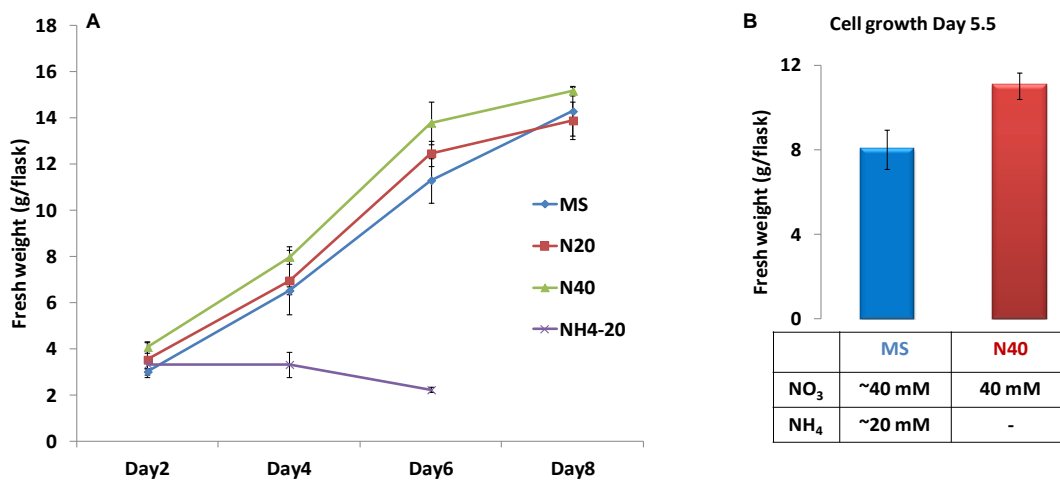 A
Fresh weight (g/flask)
18
16
14
12
10
8
6
4
2
0
Day2 Day4 Day6 Day8
MS
N20
N40
NH4-20
B
Cell growth Day 5.5
Fresh weight (g/flask)
12
8
4
0
MS N40
NO₃ ~40 mM 40 mM
NH₄ ~20 mM -